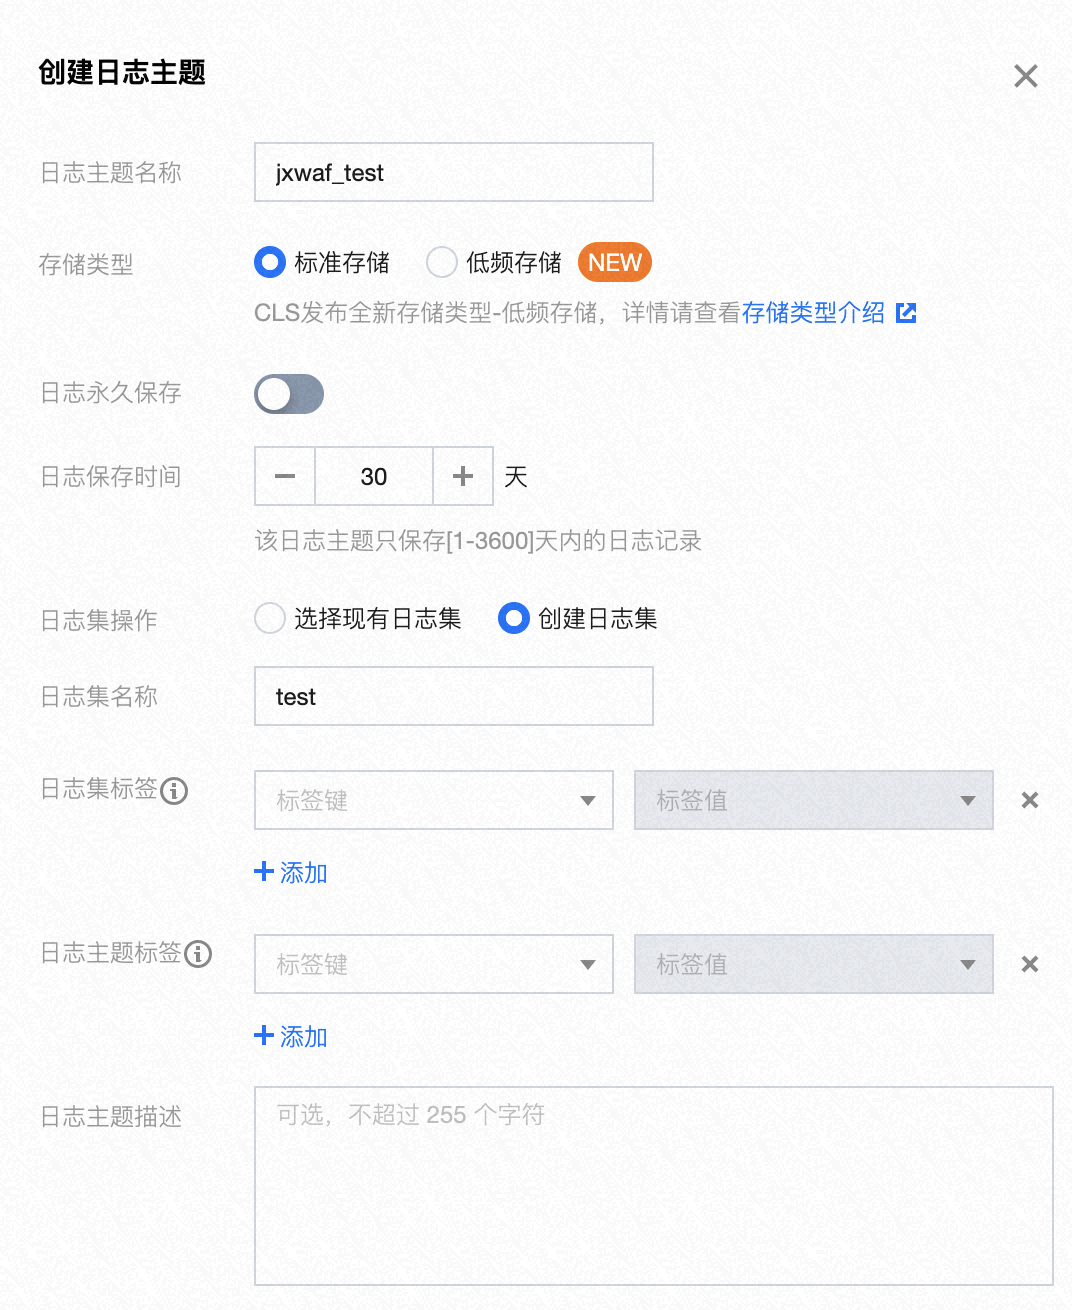 创建日志主题
日志主题名称 jxwaf_test
存储类型 标准存储 低频存储 NEW
CLS发布全新存储类型-低频存储，详情请查看存储类型介绍
日志永久保存
日志保存时间 30 天
该日志主题只保存[1-3600]天内的日志记录
日志集操作 选择现有日志集 创建日志集
日志集名称 test
日志集标签 标签键 标签值
添加
日志主题标签 标签键 标签值
添加
日志主题描述 可选，不超过 255 个字符